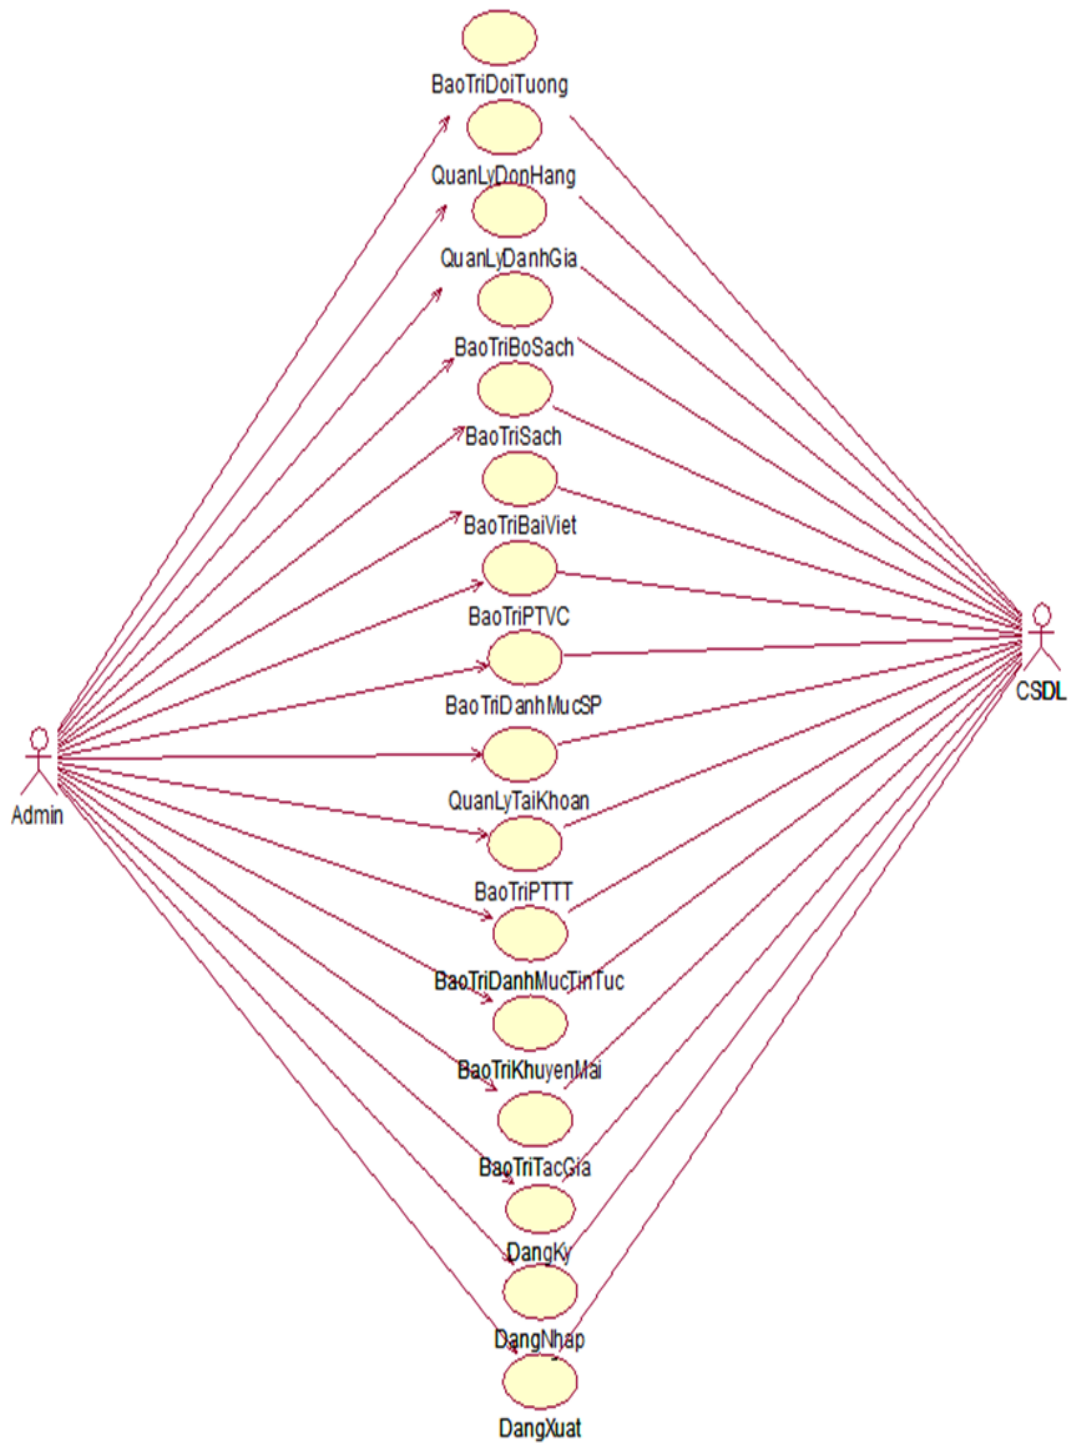 BaoTriDoiTuong
QuanLyDonHang
QuanLyDanhGia
BaoTriBoSach
BaoTriSach
BaoTriBaiViet
BaoTriPTVC
BaoTriDanhMucSP
QuanLyTaiKhoan
BaoTriPTTT
BaoTriDanhMucTinTuc
BaoTriKhuyenMai
BaoTriTacGia
DangKy
DangNhap
DangXuat
Admin
CSDL